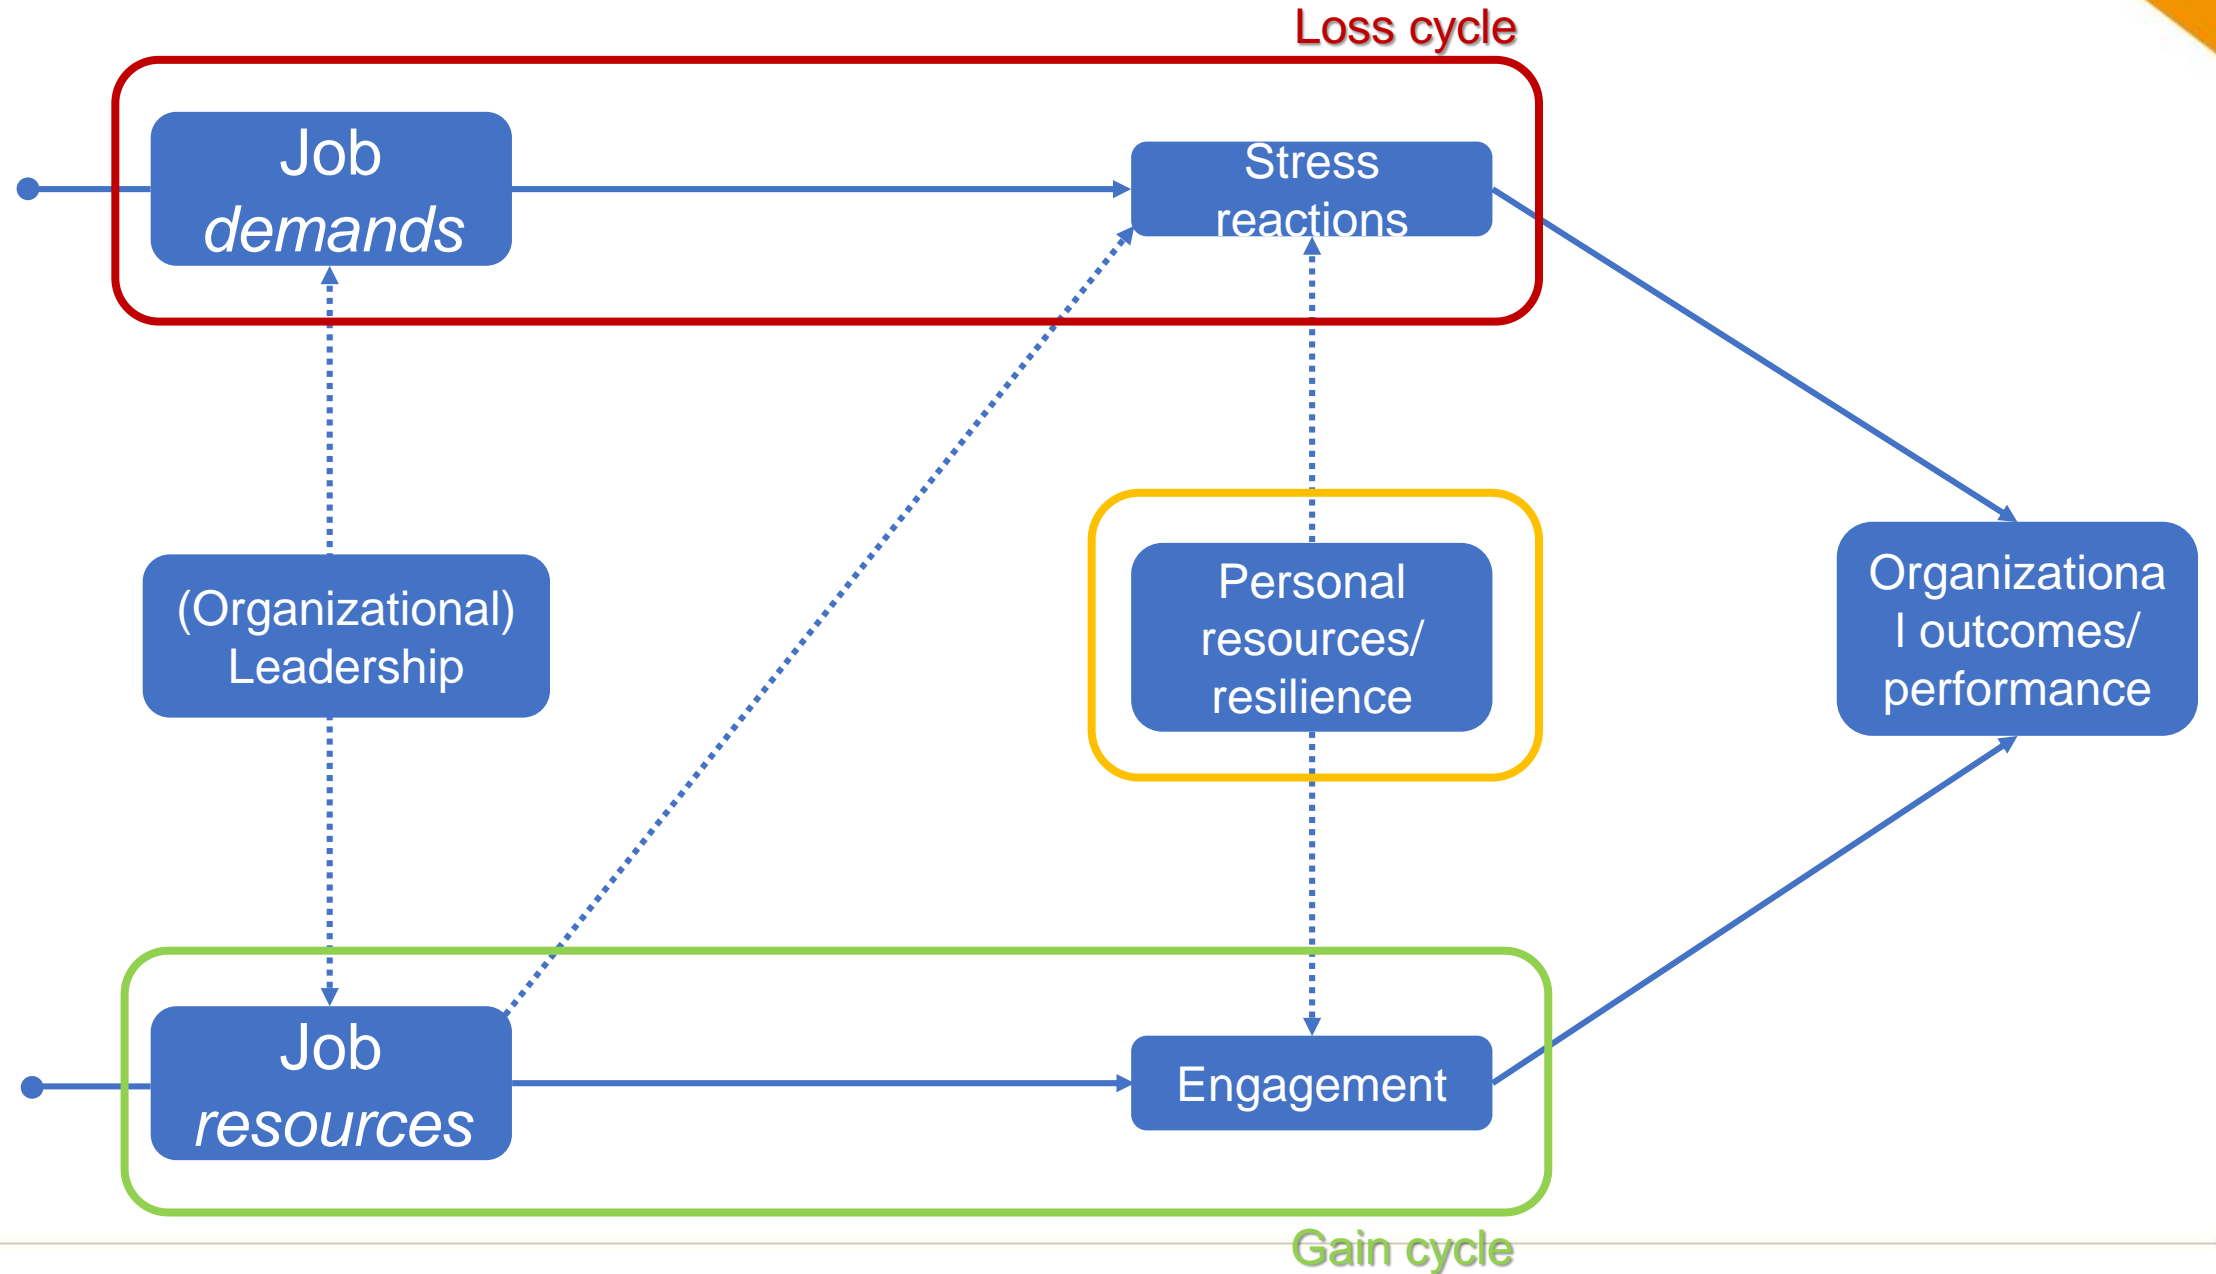 Loss cycle
Job
demands
Stress
reactions
(Organizational)
Leadership
Personal
resources/
resilience
Organizationa
l outcomes/
performance
Job
resources
Engagement
Gain cycle